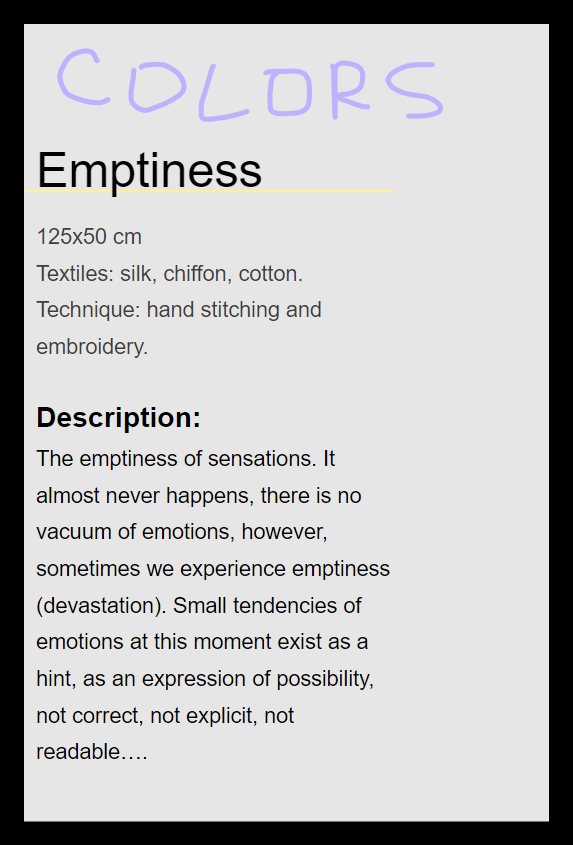 COLORS
Emptiness
125x50 cm
Textiles: silk, chiffon, cotton.
Technique: hand stitching and
embroidery.
Description:
The emptiness of sensations. It
almost never happens, there is no
vacuum of emotions, however,
sometimes we experience emptiness
(devastation). Small tendencies of
emotions at this moment exist as a
hint, as an expression of possibility,
not correct, not explicit, not
readable….